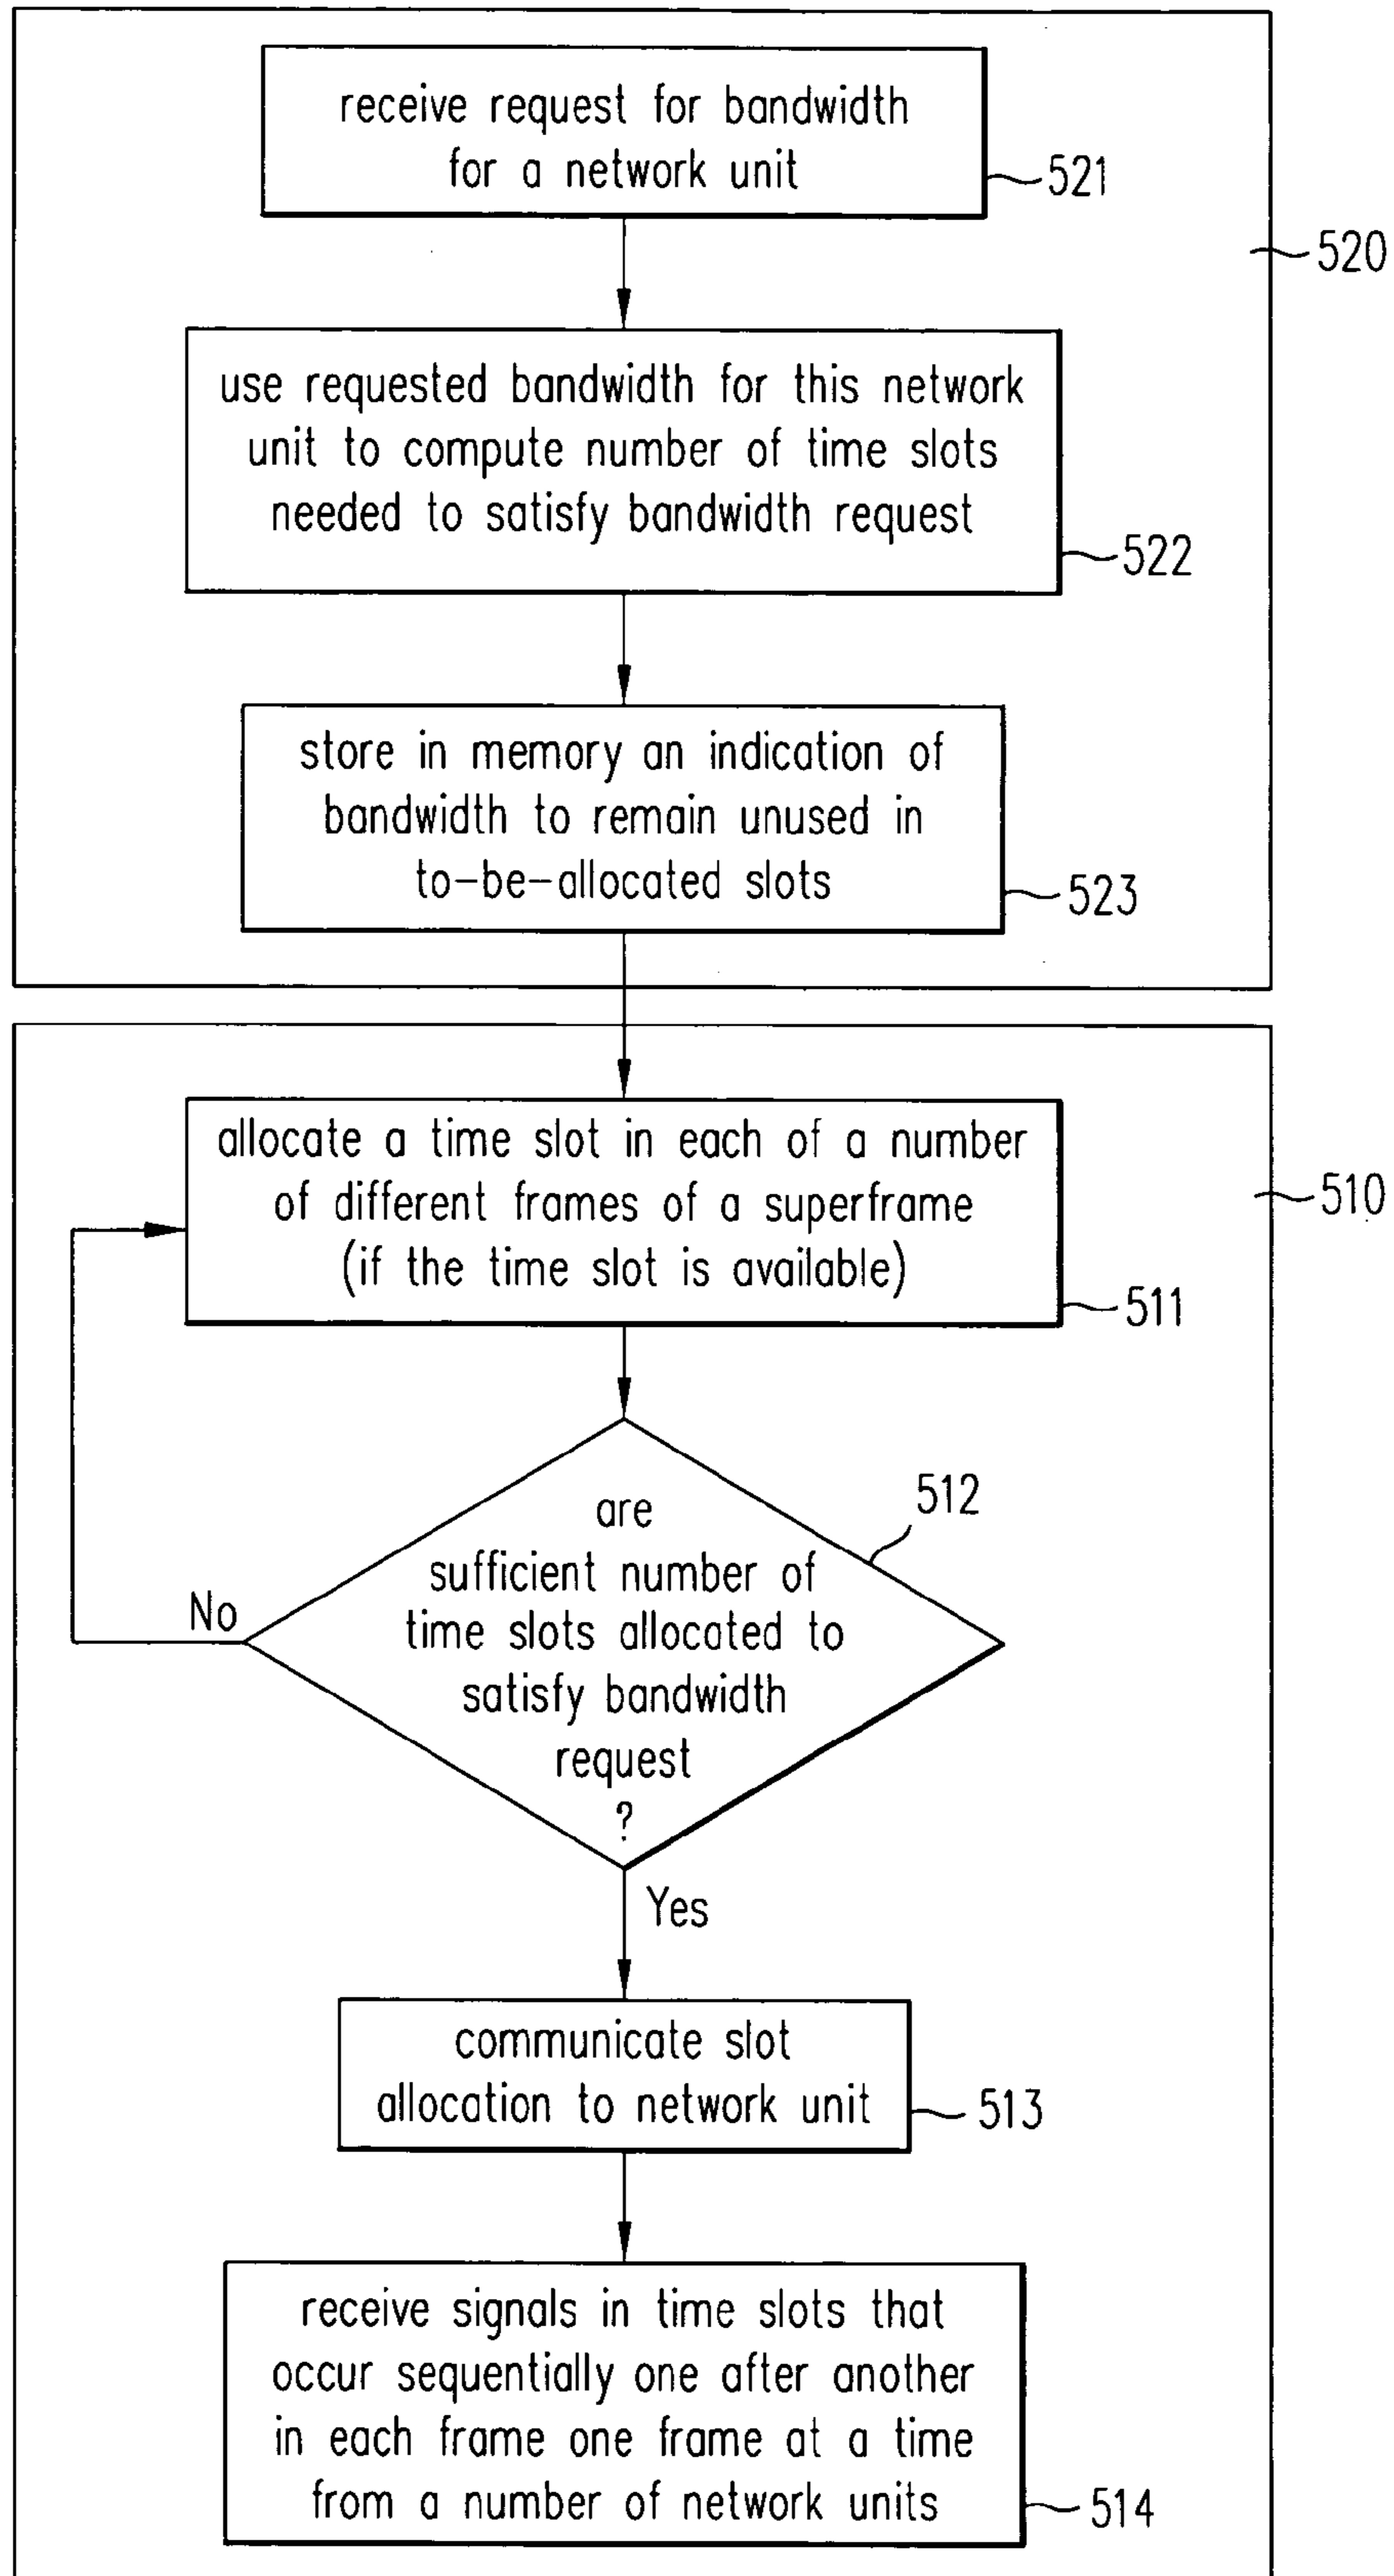 receive request for bandwidth
for a network unit
521
520
use requested bandwidth for this network
unit to compute number of time slots
needed to satisfy bandwidth request
522
store in memory an indication of
bandwidth to remain unused in
to-be-allocated slots
523
allocate a time slot in each of a number
of different frames of a superframe
(if the time slot is available)
510
511
512
are
sufficient number of
time slots allocated to
satisfy bandwidth
request
?
No
Yes
communicate slot
allocation to network unit
513
receive signals in time slots that
occur sequentially one after another
in each frame one frame at a time
from a number of network units
514